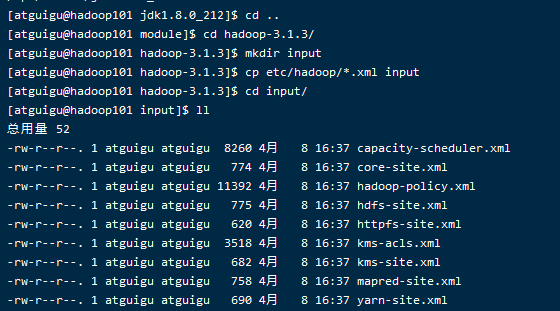 [atguigu@hadoop101 jdk1.8.0_212]$ cd ..
[atguigu@hadoop101 module]$ cd hadoop-3.1.3/
[atguigu@hadoop101 hadoop-3.1.3]$ mkdir input
[atguigu@hadoop101 hadoop-3.1.3]$ cp etc/hadoop/*.xml input
[atguigu@hadoop101 hadoop-3.1.3]$ cd input/
[atguigu@hadoop101 input]$ ll
总用量 52
-rw-r--r--. 1 atguigu atguigu  8260 4月   8 16:37 capacity-scheduler.xml
-rw-r--r--. 1 atguigu atguigu   774 4月   8 16:37 core-site.xml
-rw-r--r--. 1 atguigu atguigu 11392 4月   8 16:37 hadoop-policy.xml
-rw-r--r--. 1 atguigu atguigu   775 4月   8 16:37 hdfs-site.xml
-rw-r--r--. 1 atguigu atguigu   620 4月   8 16:37 httpfs-site.xml
-rw-r--r--. 1 atguigu atguigu  3518 4月   8 16:37 kms-acls.xml
-rw-r--r--. 1 atguigu atguigu   682 4月   8 16:37 kms-site.xml
-rw-r--r--. 1 atguigu atguigu   758 4月   8 16:37 mapred-site.xml
-rw-r--r--. 1 atguigu atguigu   690 4月   8 16:37 yarn-site.xml